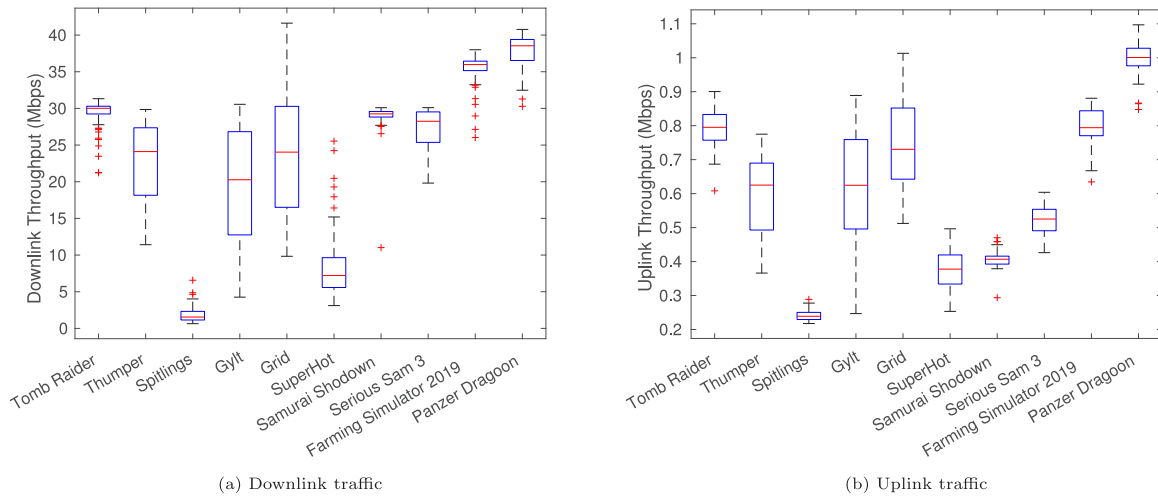 40
35
30
25
20
15
10
5
0
Downlink Throughput (Mbps)
Tomb Raider
Thumper
Spitlings
Gylt
Grid
SuperHot
Samurai Shodown
Serious Sam 3
Farming Simulator 2019
Panzer Dragoon
(a) Downlink traffic
1.1
1
0.9
0.8
0.7
0.6
0.5
0.4
0.3
0.2
Uplink Throughput (Mbps)
Tomb Raider
Thumper
Spitlings
Gylt
Grid
SuperHot
Samurai Shodown
Serious Sam 3
Farming Simulator 2019
Panzer Dragoon
(b) Uplink traffic